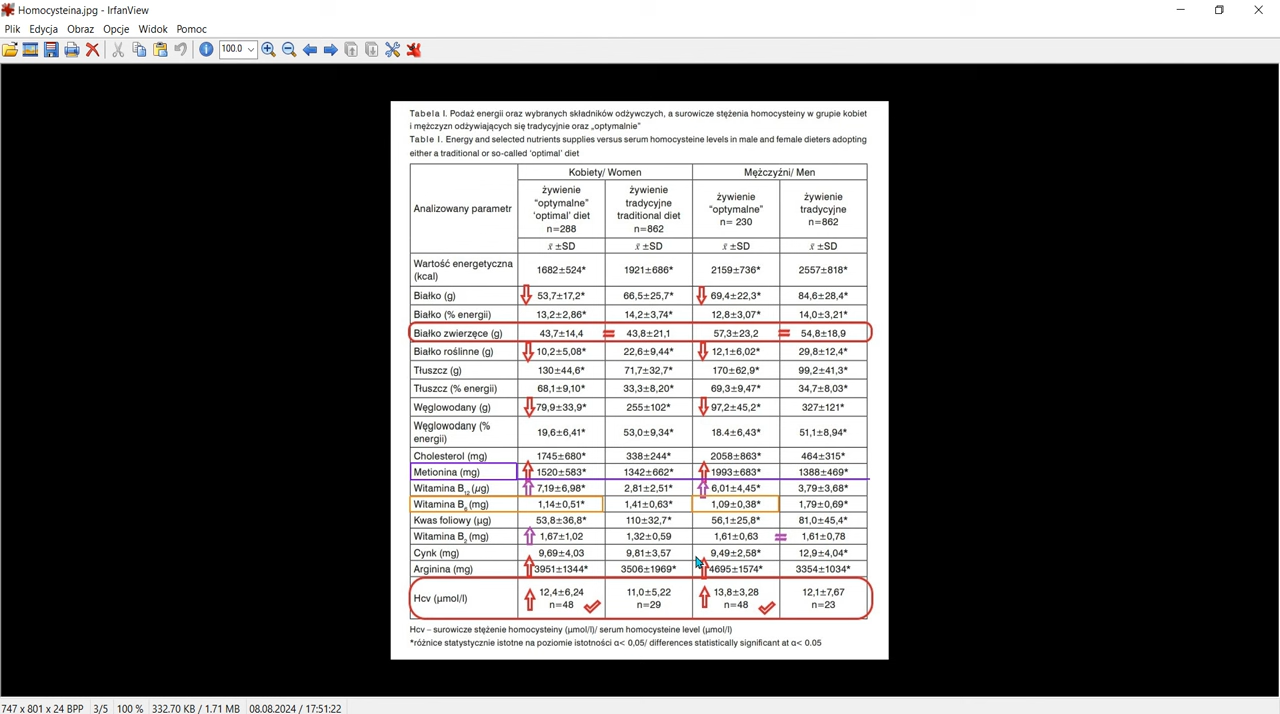 Homocysteina.jpg - IrfanView
Plik Edycja Obraz Opcje Widok Pomoc
100.0
Tabela I. Podaż energii oraz wybranych składników odżywczych, a surowicze stężenia homocysteiny w grupie kobiet
i mężczyzn odżywiających się tradycyjnie oraz „optymalnie”
Table I. Energy and selected nutrients supplies versus serum homocysteine levels in male and female dieters adopting
either a traditional or so-called ‘optimal’ diet
Analizowany parametr
Kobiety/ Women
Mężczyźni/ Men
żywienie
“optymalne”
‘optimal’ diet
n=288
żywienie
tradycyjne
traditional diet
n=862
żywienie
“optymalne”
n= 230
żywienie
tradycyjne
n=862
x̄ ±SD x̄ ±SD x̄ ±SD x̄ ±SD
Wartość energetyczna
(kcal)
1682±524* 1921±686* 2159±736* 2557±818*
Białko (g) 53,7±17,2* 66,5±25,7* 69,4±22,3* 84,6±28,4*
Białko (% energii) 13,2±2,86* 14,2±3,74* 12,8±3,07* 14,0±3,21*
Białko zwierzęce (g) 43,7±14,4 = 43,8±21,1 57,3±23,2 = 54,8±18,9
Białko roślinne (g) 10,2±5,08* 22,6±9,44* 12,1±6,02* 29,8±12,4*
Tłuszcz (g) 130±44,6* 71,7±32,7* 170±62,9* 99,2±41,3*
Tłuszcz (% energii) 68,1±9,10* 33,3±8,20* 69,3±9,47* 34,7±8,03*
Węglowodany (g) 79,9±33,9* 255±102* 97,2±45,2* 327±121*
Węglowodany (%
energii)
19,6±6,41* 53,0±9,34* 18.4±6,43* 51,1±8,94*
Cholesterol (mg) 1745±680* 338±244* 2058±863* 464±315*
Metionina (mg) 1520±583* 1342±662* 1993±683* 1388±469*
Witamina B12 (µg) 7,19±6,98* 2,81±2,51* 6,01±4,45* 3,79±3,68*
Witamina B6 (mg) 1,14±0,51* 1,41±0,63* 1,09±0,38* 1,79±0,69*
Kwas foliowy (µg) 53,8±36,8* 110±32,7* 56,1±25,8* 81,0±45,4*
Witamina B2 (mg) 1,67±1,02 1,32±0,59 1,61±0,63 = 1,61±0,78
Cynk (mg) 9,69±4,03 9,81±3,57 9,49±2,58* 12,9±4,04*
Arginina (mg) 3951±1344* 3506±1969* 4695±1574* 3354±1034*
Hcv (µmol/l)
12,4±6,24
n=48
11,0±5,22
n=29
13,8±3,28
n=48
12,1±7,67
n=23
Hcv – surowicze stężenie homocysteiny (µmol/l)/ serum homocysteine level (µmol/l)
*różnice statystycznie istotne na poziomie istotności α< 0,05/ differences statistically significant at α< 0.05
747 x 801 x 24 BPP 3/5 100 % 332.70 KB / 1.71 MB 08.08.2024 / 17:51:22